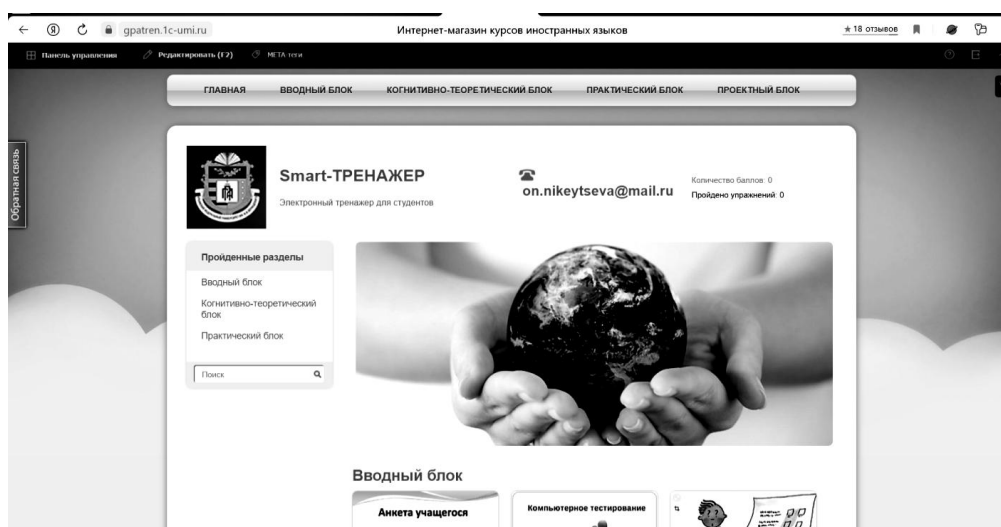 gpatren.1c-umi.ru
Интернет-магазин курсов иностранных языков
★ 18 отзывов
Панель управления
Редактировать (F2)
META теги
ГЛАВНАЯ
ВВОДНЫЙ БЛОК
КОГНИТИВНО-ТЕОРЕТИЧЕСКИЙ БЛОК
ПРАКТИЧЕСКИЙ БЛОК
ПРОЕКТНЫЙ БЛОК
Обратная связь
Smart-ТРЕНАЖЕР
Электронный тренажер для студентов
on.nikeytseva@mail.ru
Количество баллов: 0
Пройдено упражнений: 0
Пройденные разделы
Вводный блок
Когнитивно-теоретический
блок
Практический блок
Поиск
Вводный блок
Анкета учащегося
Компьютерное тестирование